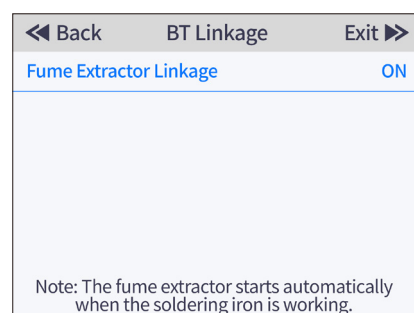 Back BT Linkage Exit
Fume Extractor Linkage ON
Note: The fume extractor starts automatically
when the soldering iron is working.